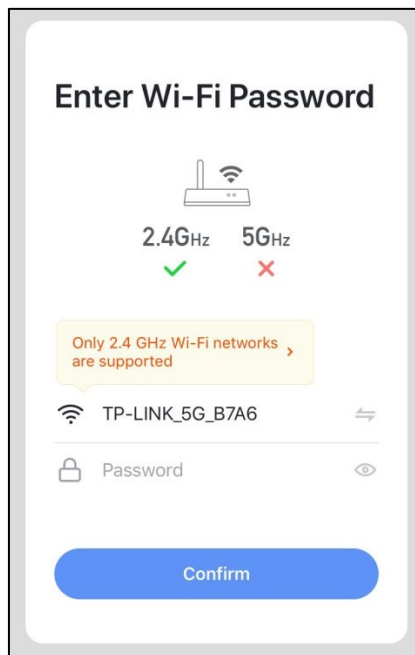 Enter Wi-Fi Password
2.4GHz 5GHz
Only 2.4 GHz Wi-Fi networks
are supported
TP-LINK_5G_B7A6
Password
Confirm